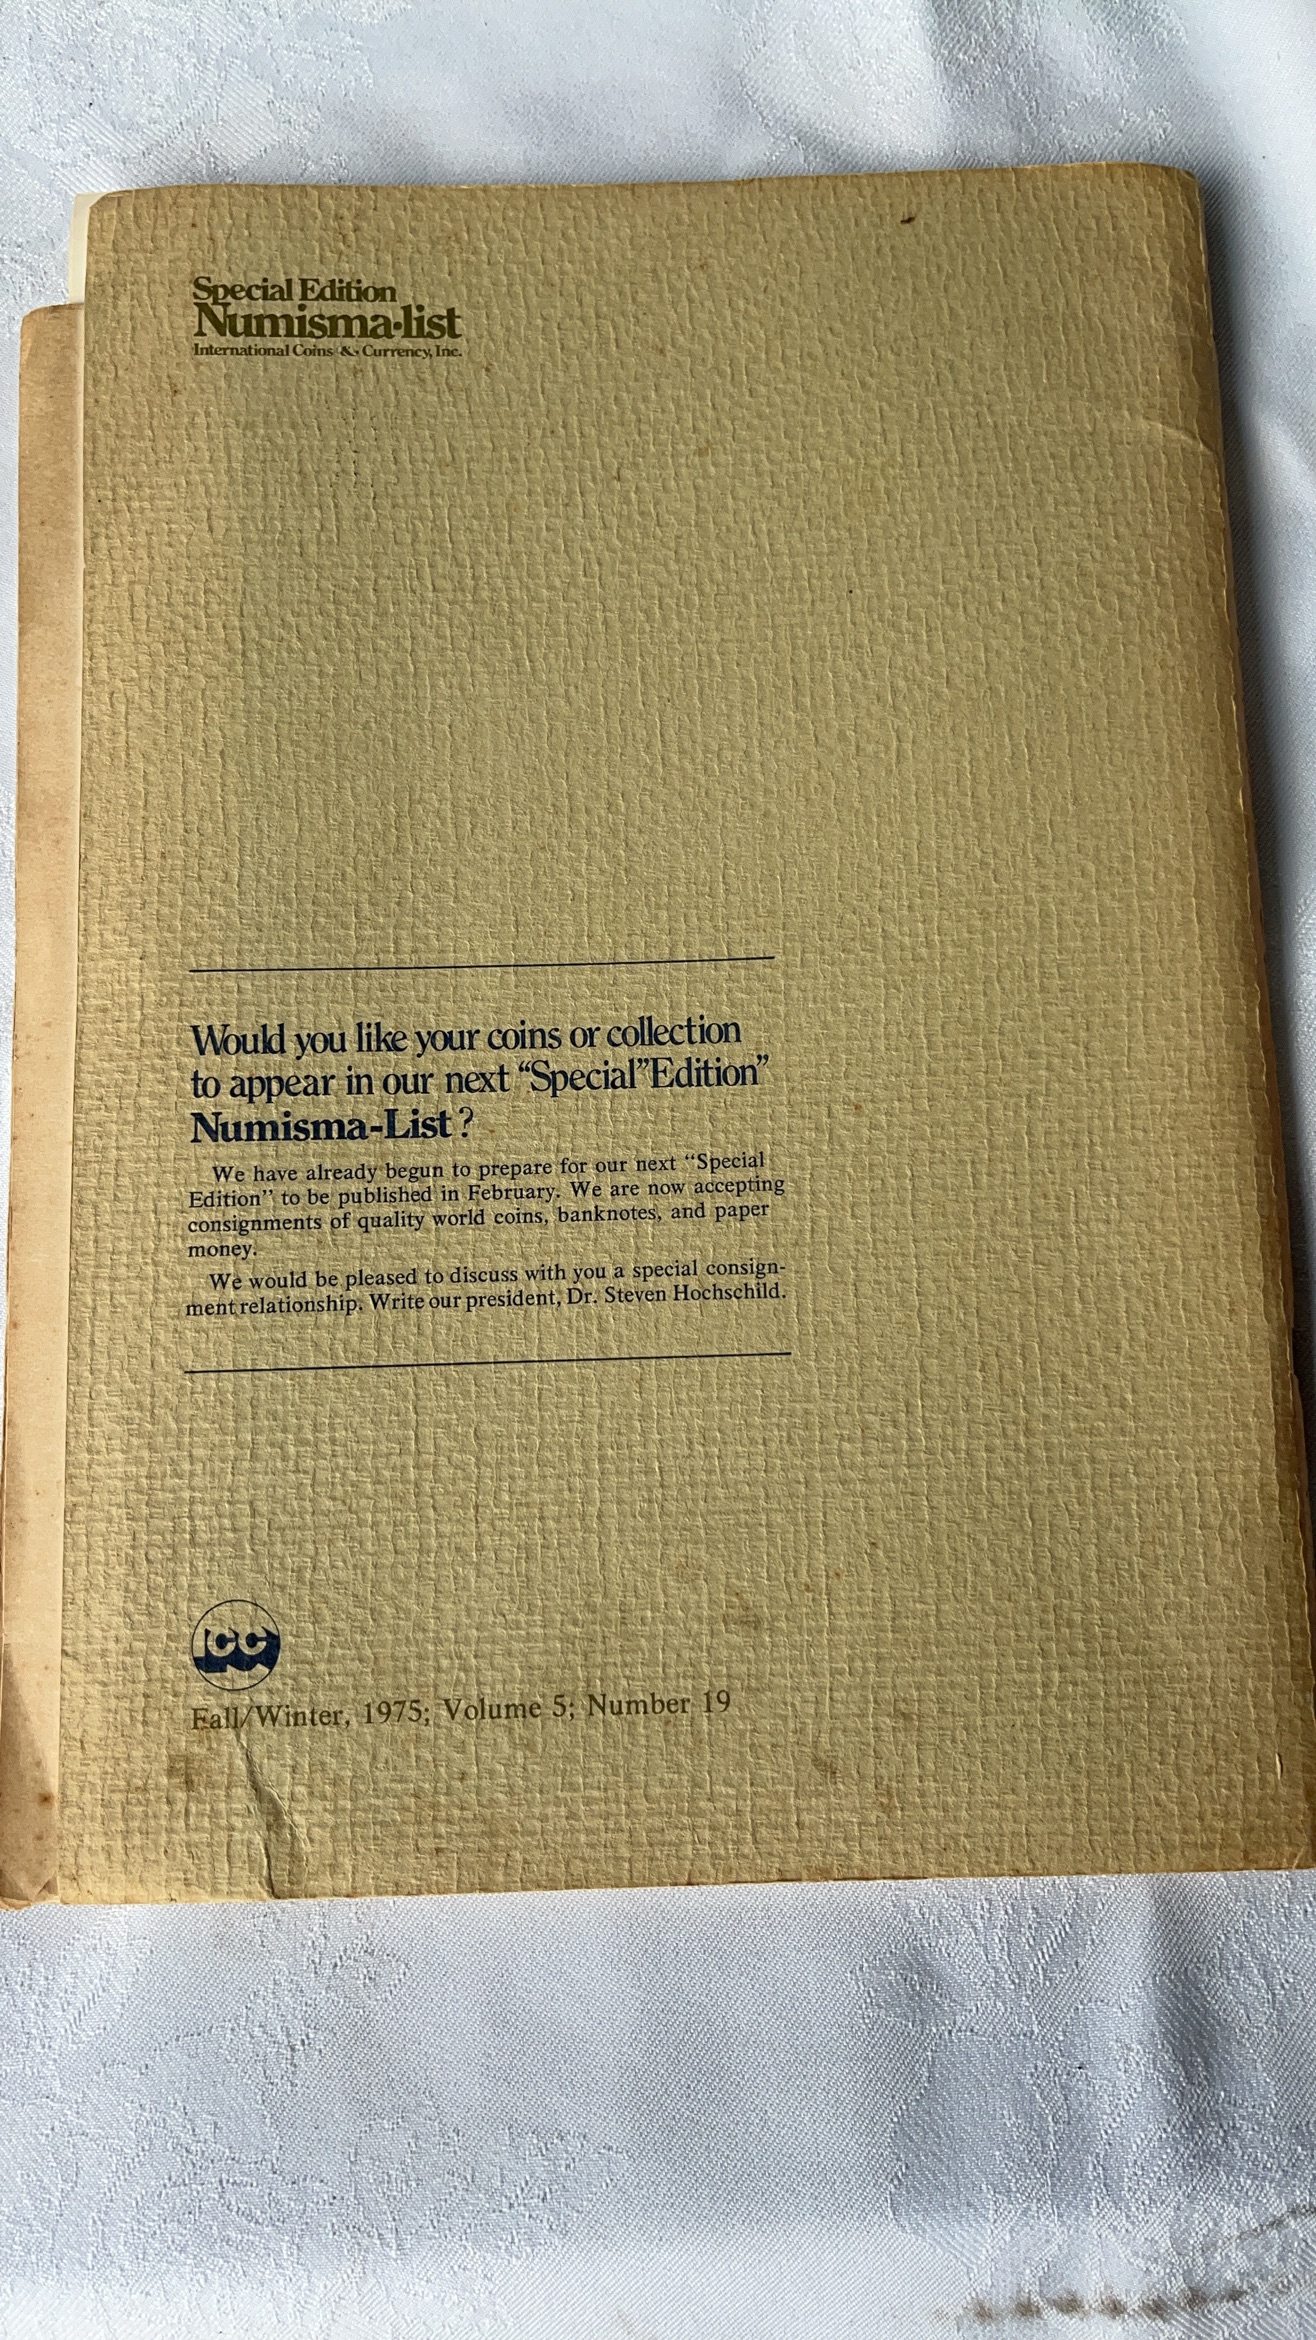 Special Edition
Numisma·list
International Coins & Currency, Inc.
Would you like your coins or collection
to appear in our next “Special”Edition”
Numisma-List?
We have already begun to prepare for our next “Special
Edition” to be published in February. We are now accepting
consignments of quality world coins, banknotes, and paper
money.
We would be pleased to discuss with you a special consign-
ment relationship. Write our president, Dr. Steven Hochschild.
ICC
Fall/Winter, 1975; Volume 5; Number 19